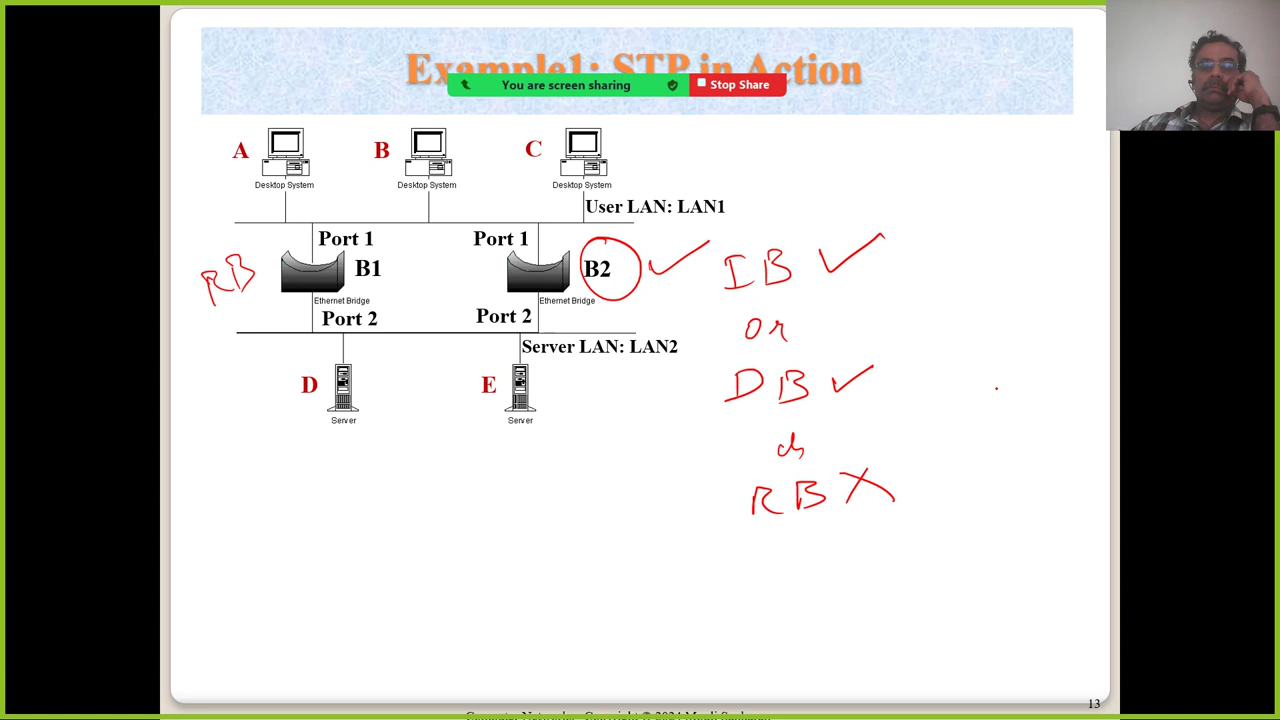 Example1: STP in Action
You are screen sharing
Stop Share
A
B
C
Desktop System
Desktop System
Desktop System
User LAN: LAN1
Port 1
Port 1
RB
B1
B2
IB
Ethernet Bridge
Ethernet Bridge
Port 2
Port 2
or
Server LAN: LAN2
D
E
DB
Server
Server
RB
13